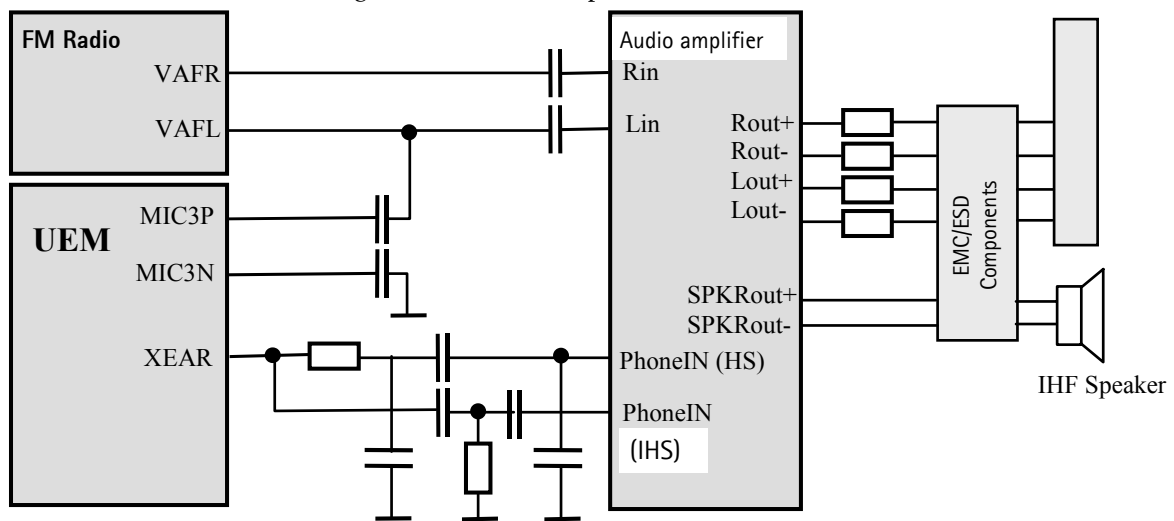 FM Radio
VAFR
VAFL
UEM
MIC3P
MIC3N
XEAR
Audio amplifier
Rin
Lin
Rout+
Rout-
Lout+
Lout-
SPKRout+
SPKRout-
PhoneIN (HS)
PhoneIN
(IHS)
EMC/ESD
Components
IHF Speaker